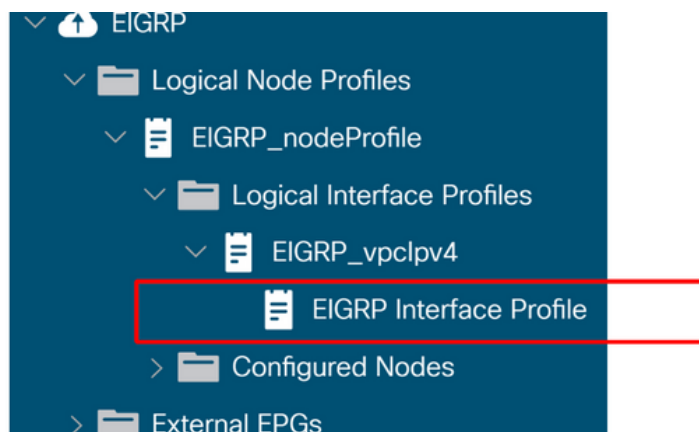 EIGRP
Logical Node Profiles
EIGRP_nodeProfile
Logical Interface Profiles
EIGRP_vpcIpv4
EIGRP Interface Profile
Configured Nodes
External EPGs